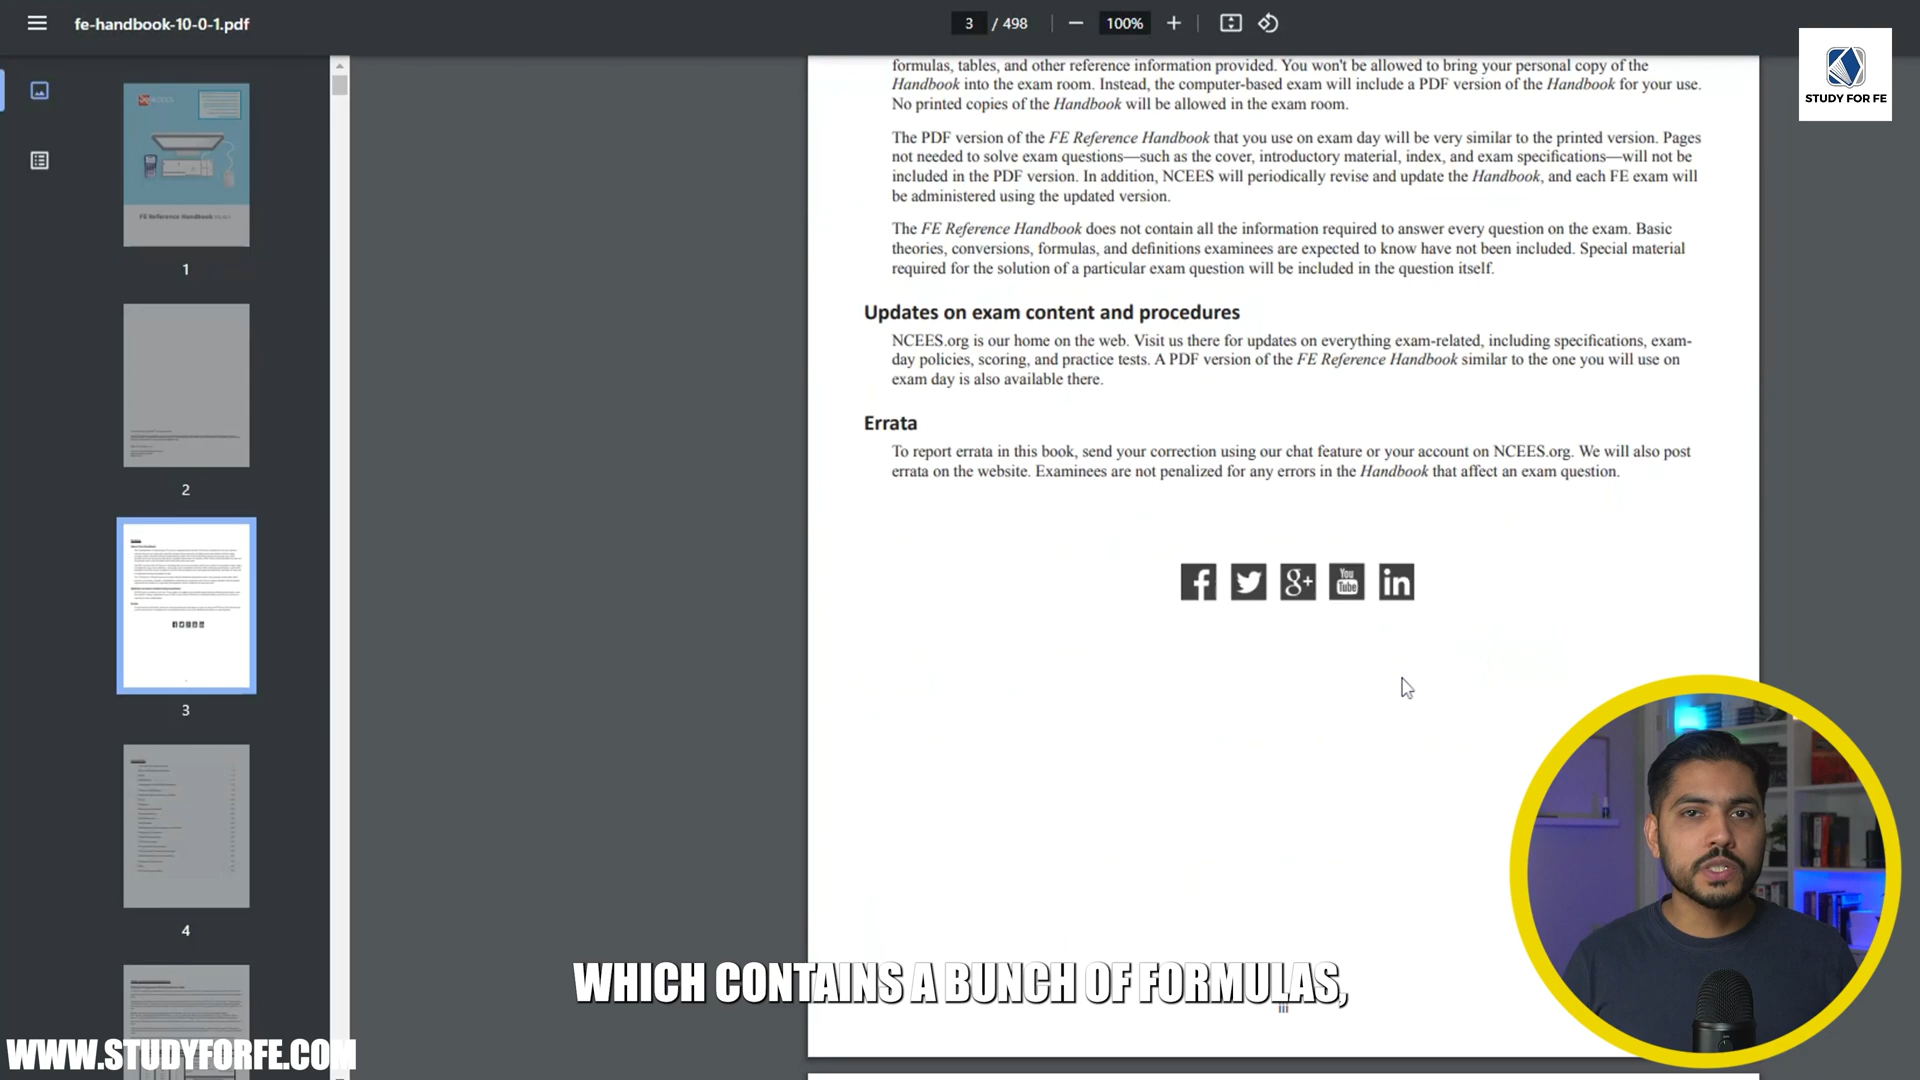 fe-handbook-10-0-1.pdf
3 / 498
100%
STUDY FOR FE
formulas, tables, and other reference information provided. You won't be allowed to bring your personal copy of the
Handbook into the exam room. Instead, the computer-based exam will include a PDF version of the Handbook for your use.
No printed copies of the Handbook will be allowed in the exam room.
The PDF version of the FE Reference Handbook that you use on exam day will be very similar to the printed version. Pages
not needed to solve exam questions—such as the cover, introductory material, index, and exam specifications—will not be
included in the PDF version. In addition, NCEES will periodically revise and update the Handbook, and each FE exam will
be administered using the updated version.
The FE Reference Handbook does not contain all the information required to answer every question on the exam. Basic
theories, conversions, formulas, and definitions examinees are expected to know have not been included. Special material
required for the solution of a particular exam question will be included in the question itself.
Updates on exam content and procedures
NCEES.org is our home on the web. Visit us there for updates on everything exam-related, including specifications, exam-
day policies, scoring, and practice tests. A PDF version of the FE Reference Handbook similar to the one you will use on
exam day is also available there.
Errata
To report errata in this book, send your correction using our chat feature or your account on NCEES.org. We will also post
errata on the website. Examinees are not penalized for any errors in the Handbook that affect an exam question.
You
Tube
iii
NCEES
FE Reference Handbook
1
2
3
4
WHICH CONTAINS A BUNCH OF FORMULAS,
WWW.STUDYFORFE.COM